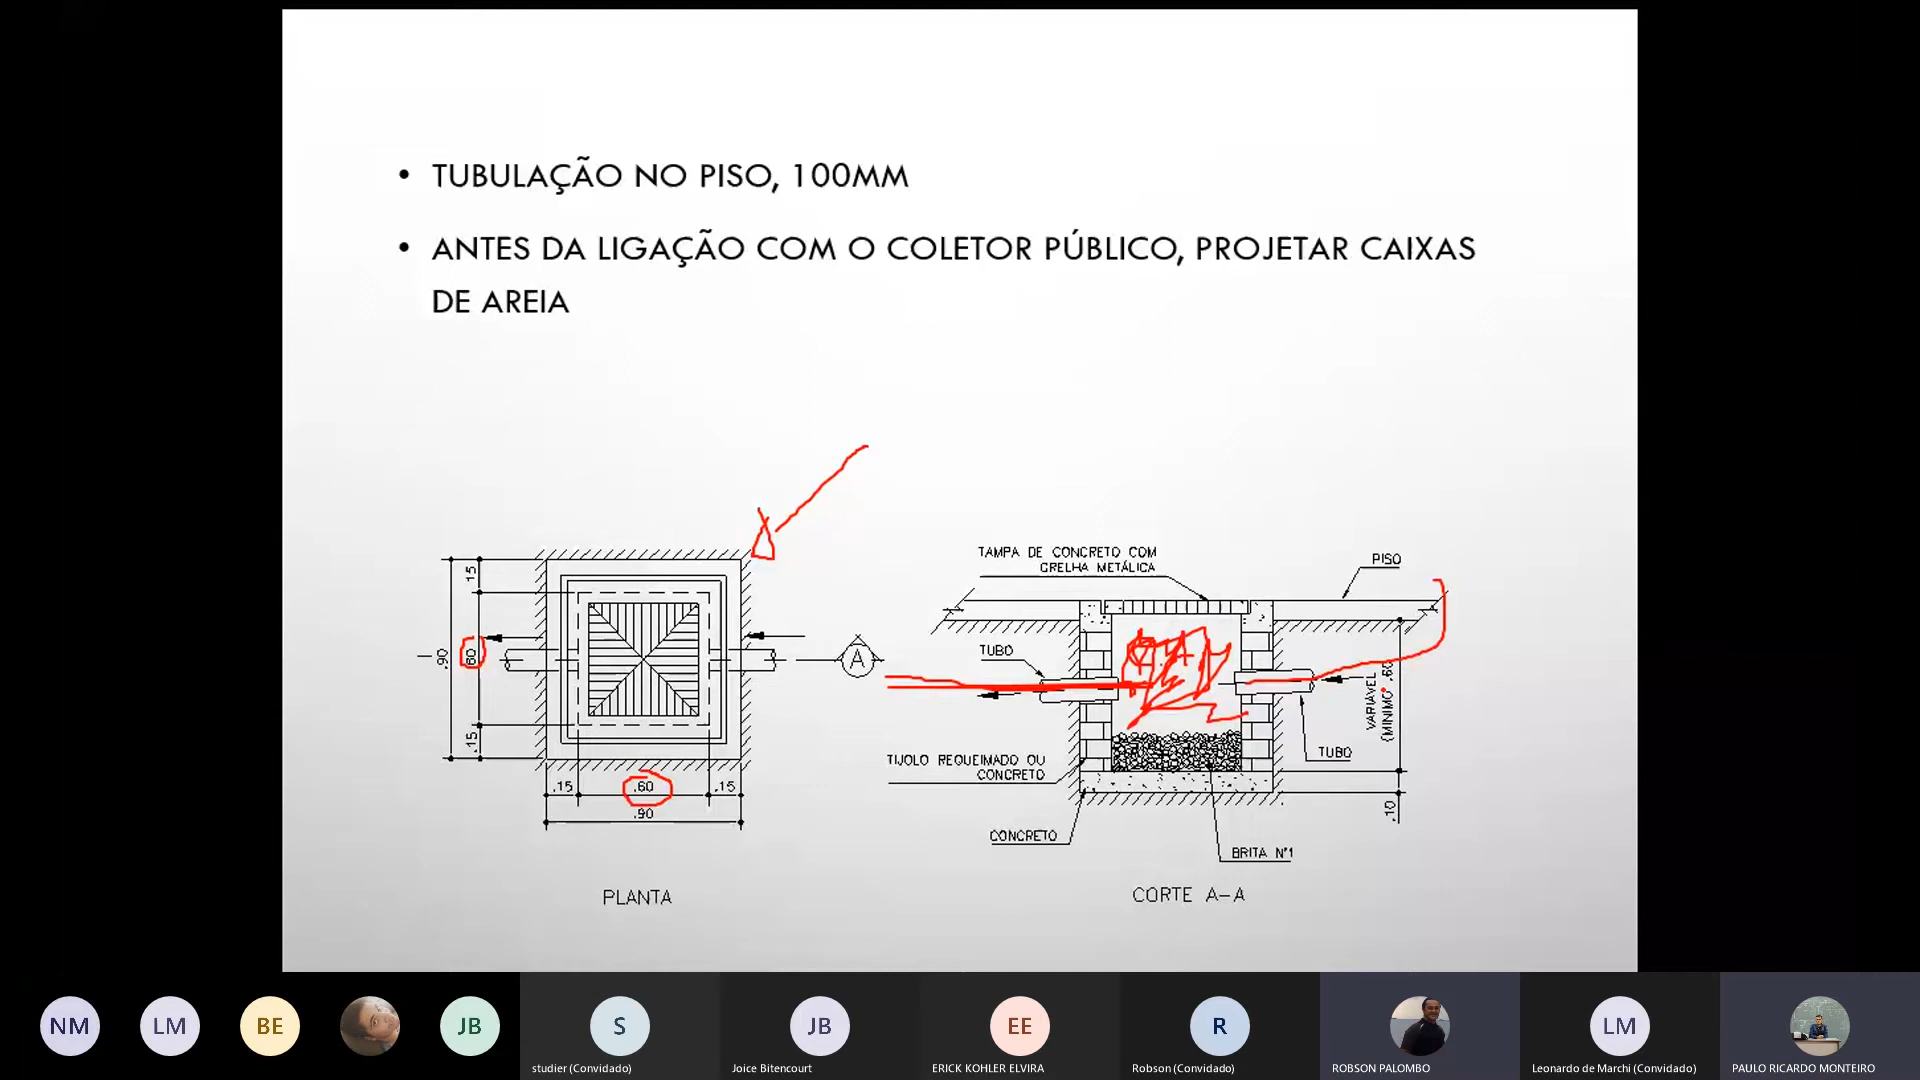 • TUBULAÇÃO NO PISO, 100MM
• ANTES DA LIGAÇÃO COM O COLETOR PÚBLICO, PROJETAR CAIXAS
DE AREIA
.15
.60
.90
.15
.15
.60
.15
.90
PLANTA
A
TAMPA DE CONCRETO COM
GRELHA METÁLICA
PISO
TUBO
VARIÁVEL
(MÍNIMO .60
TUBO
TIJOLO REQUEIMADO OU
CONCRETO
.10
CONCRETO
BRITA N°1
CORTE A-A
NM
LM
BE
JB
S
JB
EE
R
LM
studier (Convidado)
Joice Bitencourt
ERICK KOHLER ELVIRA
Robson (Convidado)
ROBSON PALOMBO
Leonardo de Marchi (Convidado)
PAULO RICARDO MONTEIRO